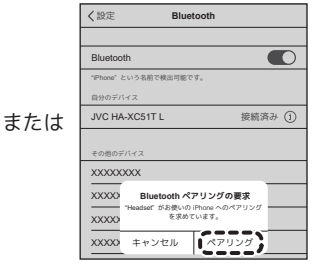 または
く設定 Bluetooth
Bluetooth
"iPhone" という名前で検出可能です。
自分のデバイス
JVC HA-XC51T L 接続済み ⓘ
その他のデバイス
XXXXXXXX
XXXX
XXXX
XXXX
Bluetooth ペアリングの要求
"Headset" がお使いの iPhone へのペアリング
を求めています。
キャンセル ペアリング